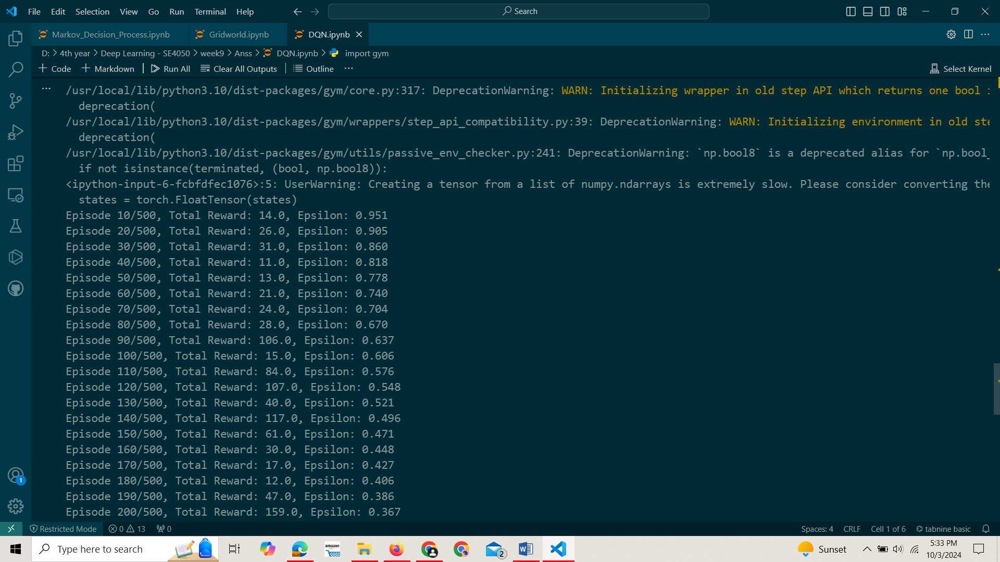 File Edit Selection View Go Run Terminal Help
Search
Markov_Decision_Process.ipynb Gridworld.ipynb DQN.ipynb
D: > 4th year > Deep Learning - SE4050 > week9 > Anss > DQN.ipynb > import gym
+ Code + Markdown Run All Clear All Outputs Outline ... Select Kernel
/usr/local/lib/python3.10/dist-packages/gym/core.py:317: DeprecationWarning: WARN: Initializing wrapper in old step API which returns one bool
deprecation(
/usr/local/lib/python3.10/dist-packages/gym/wrappers/step_api_compatibility.py:39: DeprecationWarning: WARN: Initializing environment in old ste
deprecation(
/usr/local/lib/python3.10/dist-packages/gym/utils/passive_env_checker.py:241: DeprecationWarning: `np.bool8` is a deprecated alias for `np.bool_
if not isinstance(terminated, (bool, np.bool8)):
<ipython-input-6-fcbfdfec1076>:5: UserWarning: Creating a tensor from a list of numpy.ndarrays is extremely slow. Please consider converting the
states = torch.FloatTensor(states)
Episode 10/500, Total Reward: 14.0, Epsilon: 0.951
Episode 20/500, Total Reward: 26.0, Epsilon: 0.905
Episode 30/500, Total Reward: 31.0, Epsilon: 0.860
Episode 40/500, Total Reward: 11.0, Epsilon: 0.818
Episode 50/500, Total Reward: 13.0, Epsilon: 0.778
Episode 60/500, Total Reward: 21.0, Epsilon: 0.740
Episode 70/500, Total Reward: 24.0, Epsilon: 0.704
Episode 80/500, Total Reward: 28.0, Epsilon: 0.670
Episode 90/500, Total Reward: 106.0, Epsilon: 0.637
Episode 100/500, Total Reward: 15.0, Epsilon: 0.606
Episode 110/500, Total Reward: 84.0, Epsilon: 0.576
Episode 120/500, Total Reward: 107.0, Epsilon: 0.548
Episode 130/500, Total Reward: 40.0, Epsilon: 0.521
Episode 140/500, Total Reward: 117.0, Epsilon: 0.496
Episode 150/500, Total Reward: 61.0, Epsilon: 0.471
Episode 160/500, Total Reward: 30.0, Epsilon: 0.448
Episode 170/500, Total Reward: 17.0, Epsilon: 0.427
Episode 180/500, Total Reward: 12.0, Epsilon: 0.406
Episode 190/500, Total Reward: 47.0, Epsilon: 0.386
Episode 200/500, Total Reward: 159.0, Epsilon: 0.367
1
Restricted Mode 0 13 0 Spaces: 4 CRLF Cell 1 of 6 tabnine basic
Type here to search amazon 2 Sunset 5:33 PM
10/3/2024